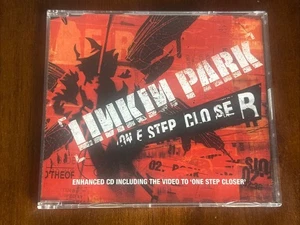 LINKIN PARK
ONE STEP CLOSER
ENHANCED CD INCLUDING THE VIDEO TO 'ONE STEP CLOSER'